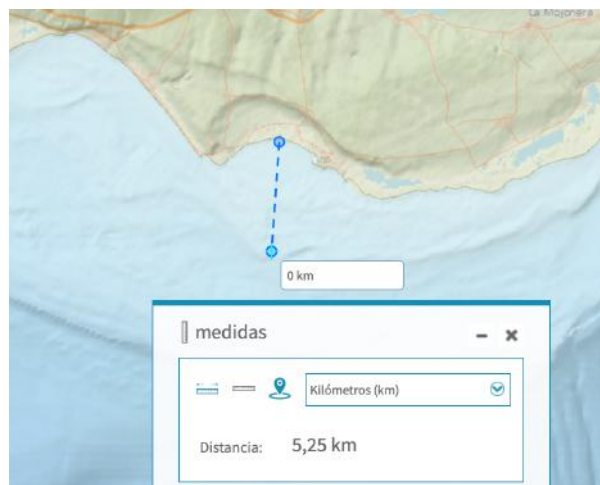 La Mojonera
0 km
medidas
Kilómetros (km)
Distancia: 5,25 km